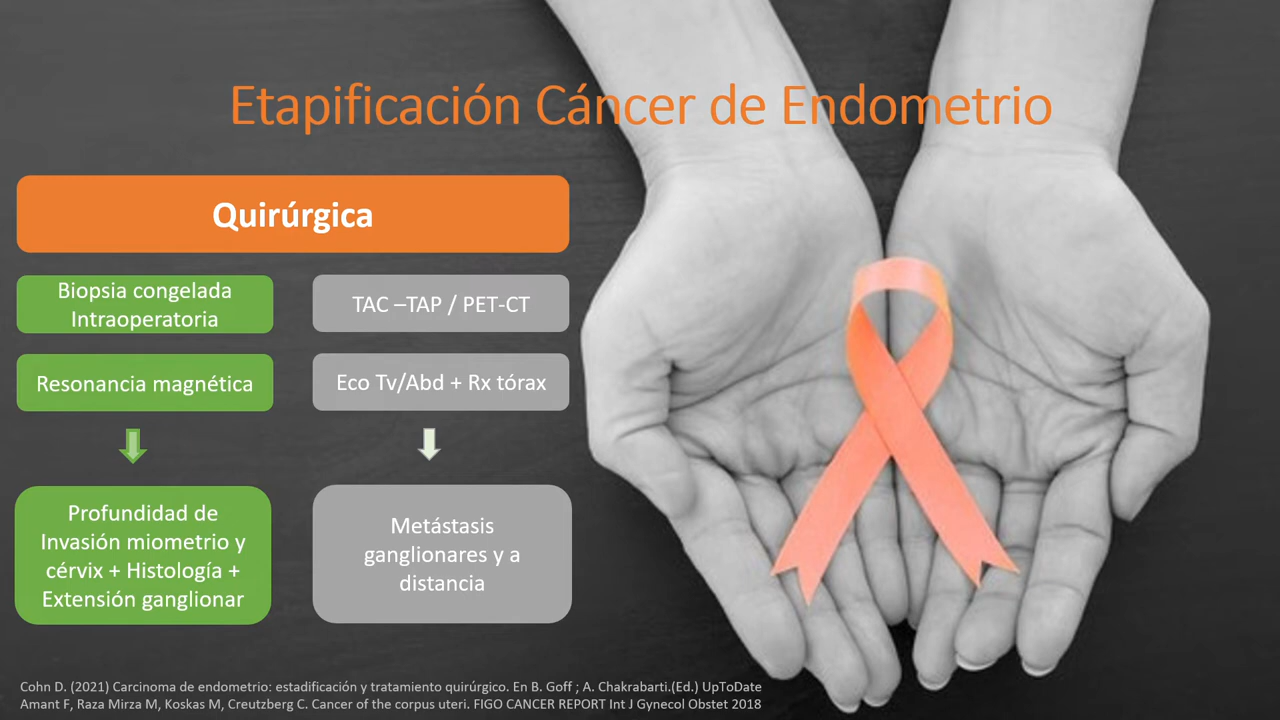 Etapificación Cáncer de Endometrio
Quirúrgica
Biopsia congelada
Intraoperatoria
TAC –TAP / PET-CT
Resonancia magnética
Eco Tv/Abd + Rx tórax
Profundidad de
Invasión miometrio y
cérvix + Histología +
Extensión ganglionar
Metástasis
ganglionares y a
distancia
Cohn D. (2021) Carcinoma de endometrio: estadificación y tratamiento quirúrgico. En B. Goff ; A. Chakrabarti.(Ed.) UpToDate
Amant F, Raza Mirza M, Koskas M, Creutzberg C. Cancer of the corpus uteri. FIGO CANCER REPORT Int J Gynecol Obstet 2018